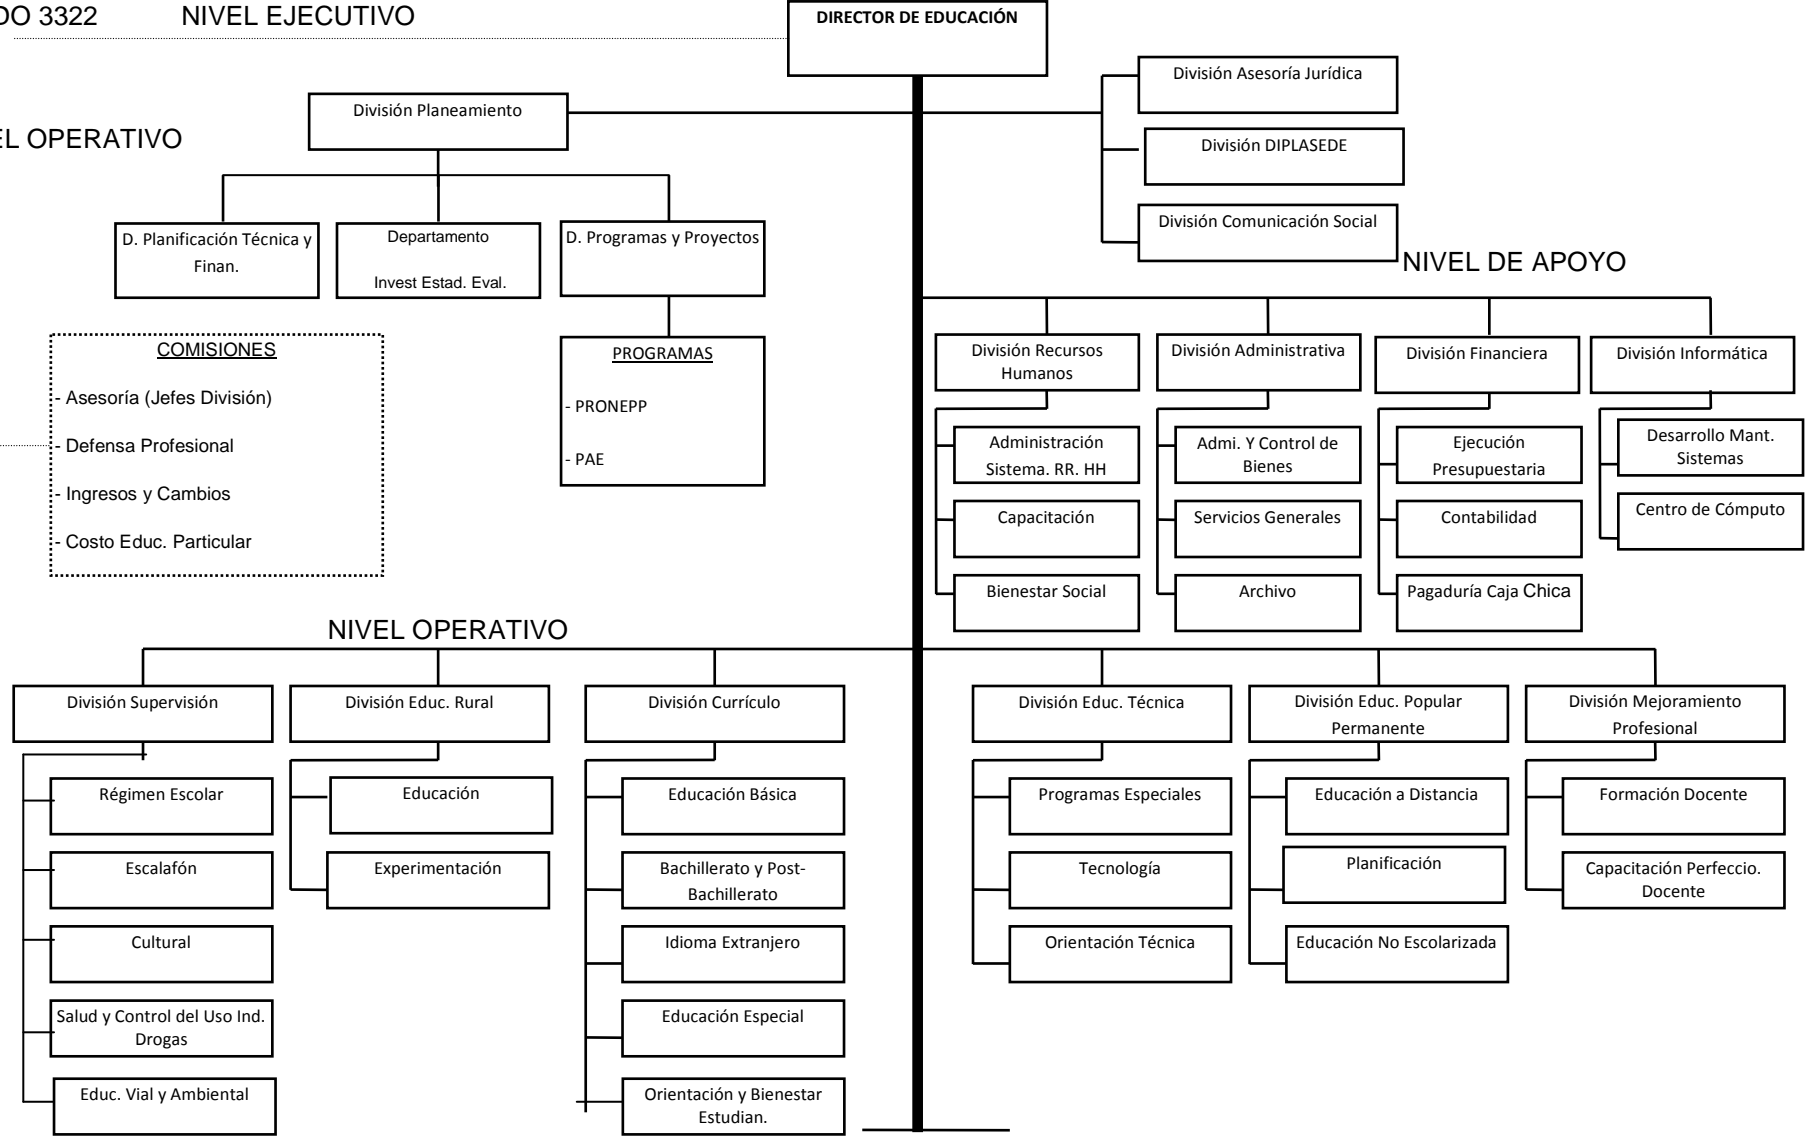 DO 3322 NIVEL EJECUTIVO
DIRECTOR DE EDUCACIÓN
División Asesoría Jurídica
División Planeamiento
EL OPERATIVO
División DIPLASEDE
División Comunicación Social
D. Planificación Técnica y
Finan.
Departamento
Invest Estad. Eval.
D. Programas y Proyectos
NIVEL DE APOYO
COMISIONES
- Asesoría (Jefes División)
- Defensa Profesional
- Ingresos y Cambios
- Costo Educ. Particular
PROGRAMAS
- PRONEPP
- PAE
División Recursos
Humanos
División Administrativa
División Financiera
División Informática
Administración
Sistema. RR. HH
Capacitación
Bienestar Social
Admi. Y Control de
Bienes
Servicios Generales
Archivo
Ejecución
Presupuestaria
Contabilidad
Pagaduría Caja Chica
Desarrollo Mant.
Sistemas
Centro de Cómputo
NIVEL OPERATIVO
División Supervisión
División Educ. Rural
División Currículo
División Educ. Técnica
División Educ. Popular
Permanente
División Mejoramiento
Profesional
Régimen Escolar
Escalafón
Cultural
Salud y Control del Uso Ind.
Drogas
Educ. Vial y Ambiental
Educación
Experimentación
Educación Básica
Bachillerato y Post-
Bachillerato
Idioma Extranjero
Educación Especial
Orientación y Bienestar
Estudian.
Programas Especiales
Tecnología
Orientación Técnica
Educación a Distancia
Planificación
Educación No Escolarizada
Formación Docente
Capacitación Perfeccio.
Docente